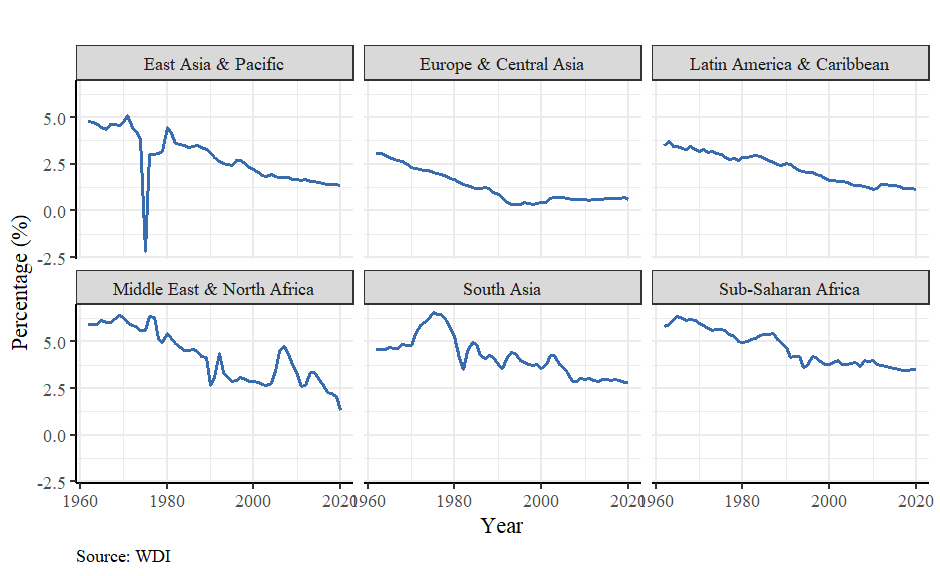 East Asia & Pacific
Europe & Central Asia
Latin America & Caribbean
5.0
2.5
0.0
-2.5
Percentage (%)
Middle East & North Africa
South Asia
Sub-Saharan Africa
5.0
2.5
0.0
-2.5
1960 1980 2000 2020
1960 1980 2000 2020
1960 1980 2000 2020
Year
Source: WDI